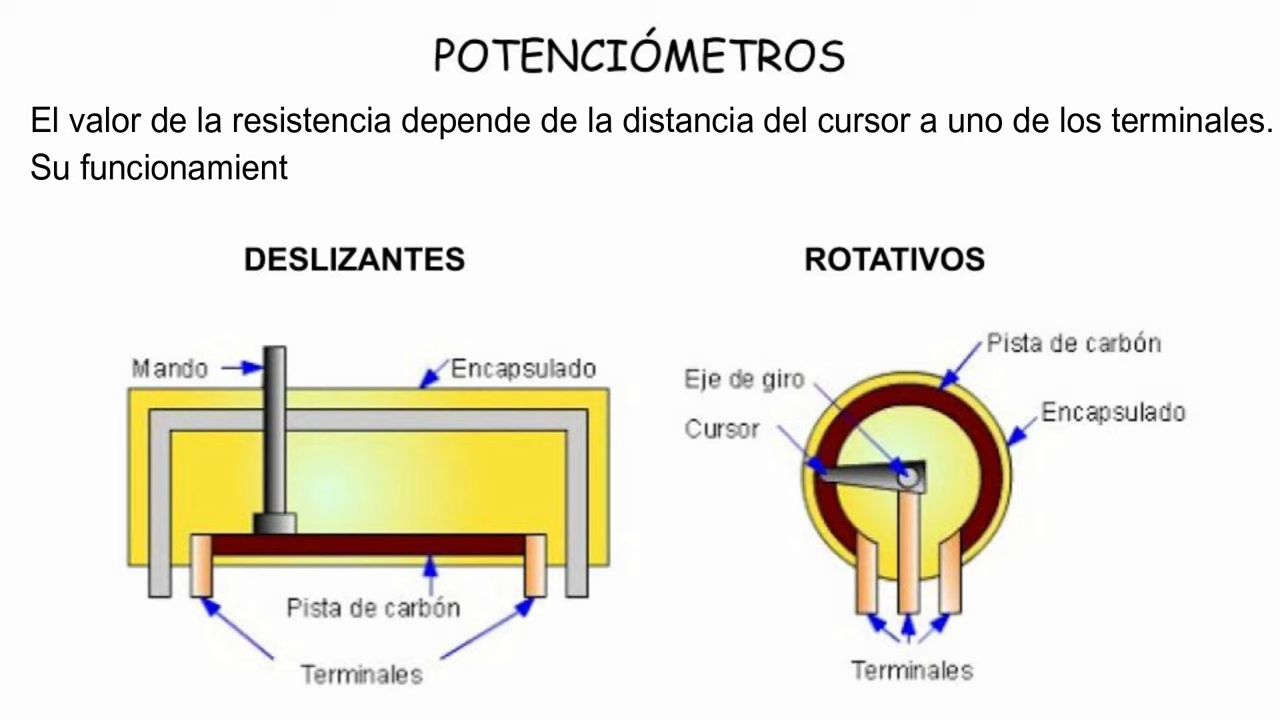 POTENCIÓMETROS
El valor de la resistencia depende de la distancia del cursor a uno de los terminales.
Su funcionamient
DESLIZANTES
ROTATIVOS
Mando
Encapsulado
Pista de carbón
Terminales
Pista de carbón
Eje de giro
Encapsulado
Cursor
Terminales